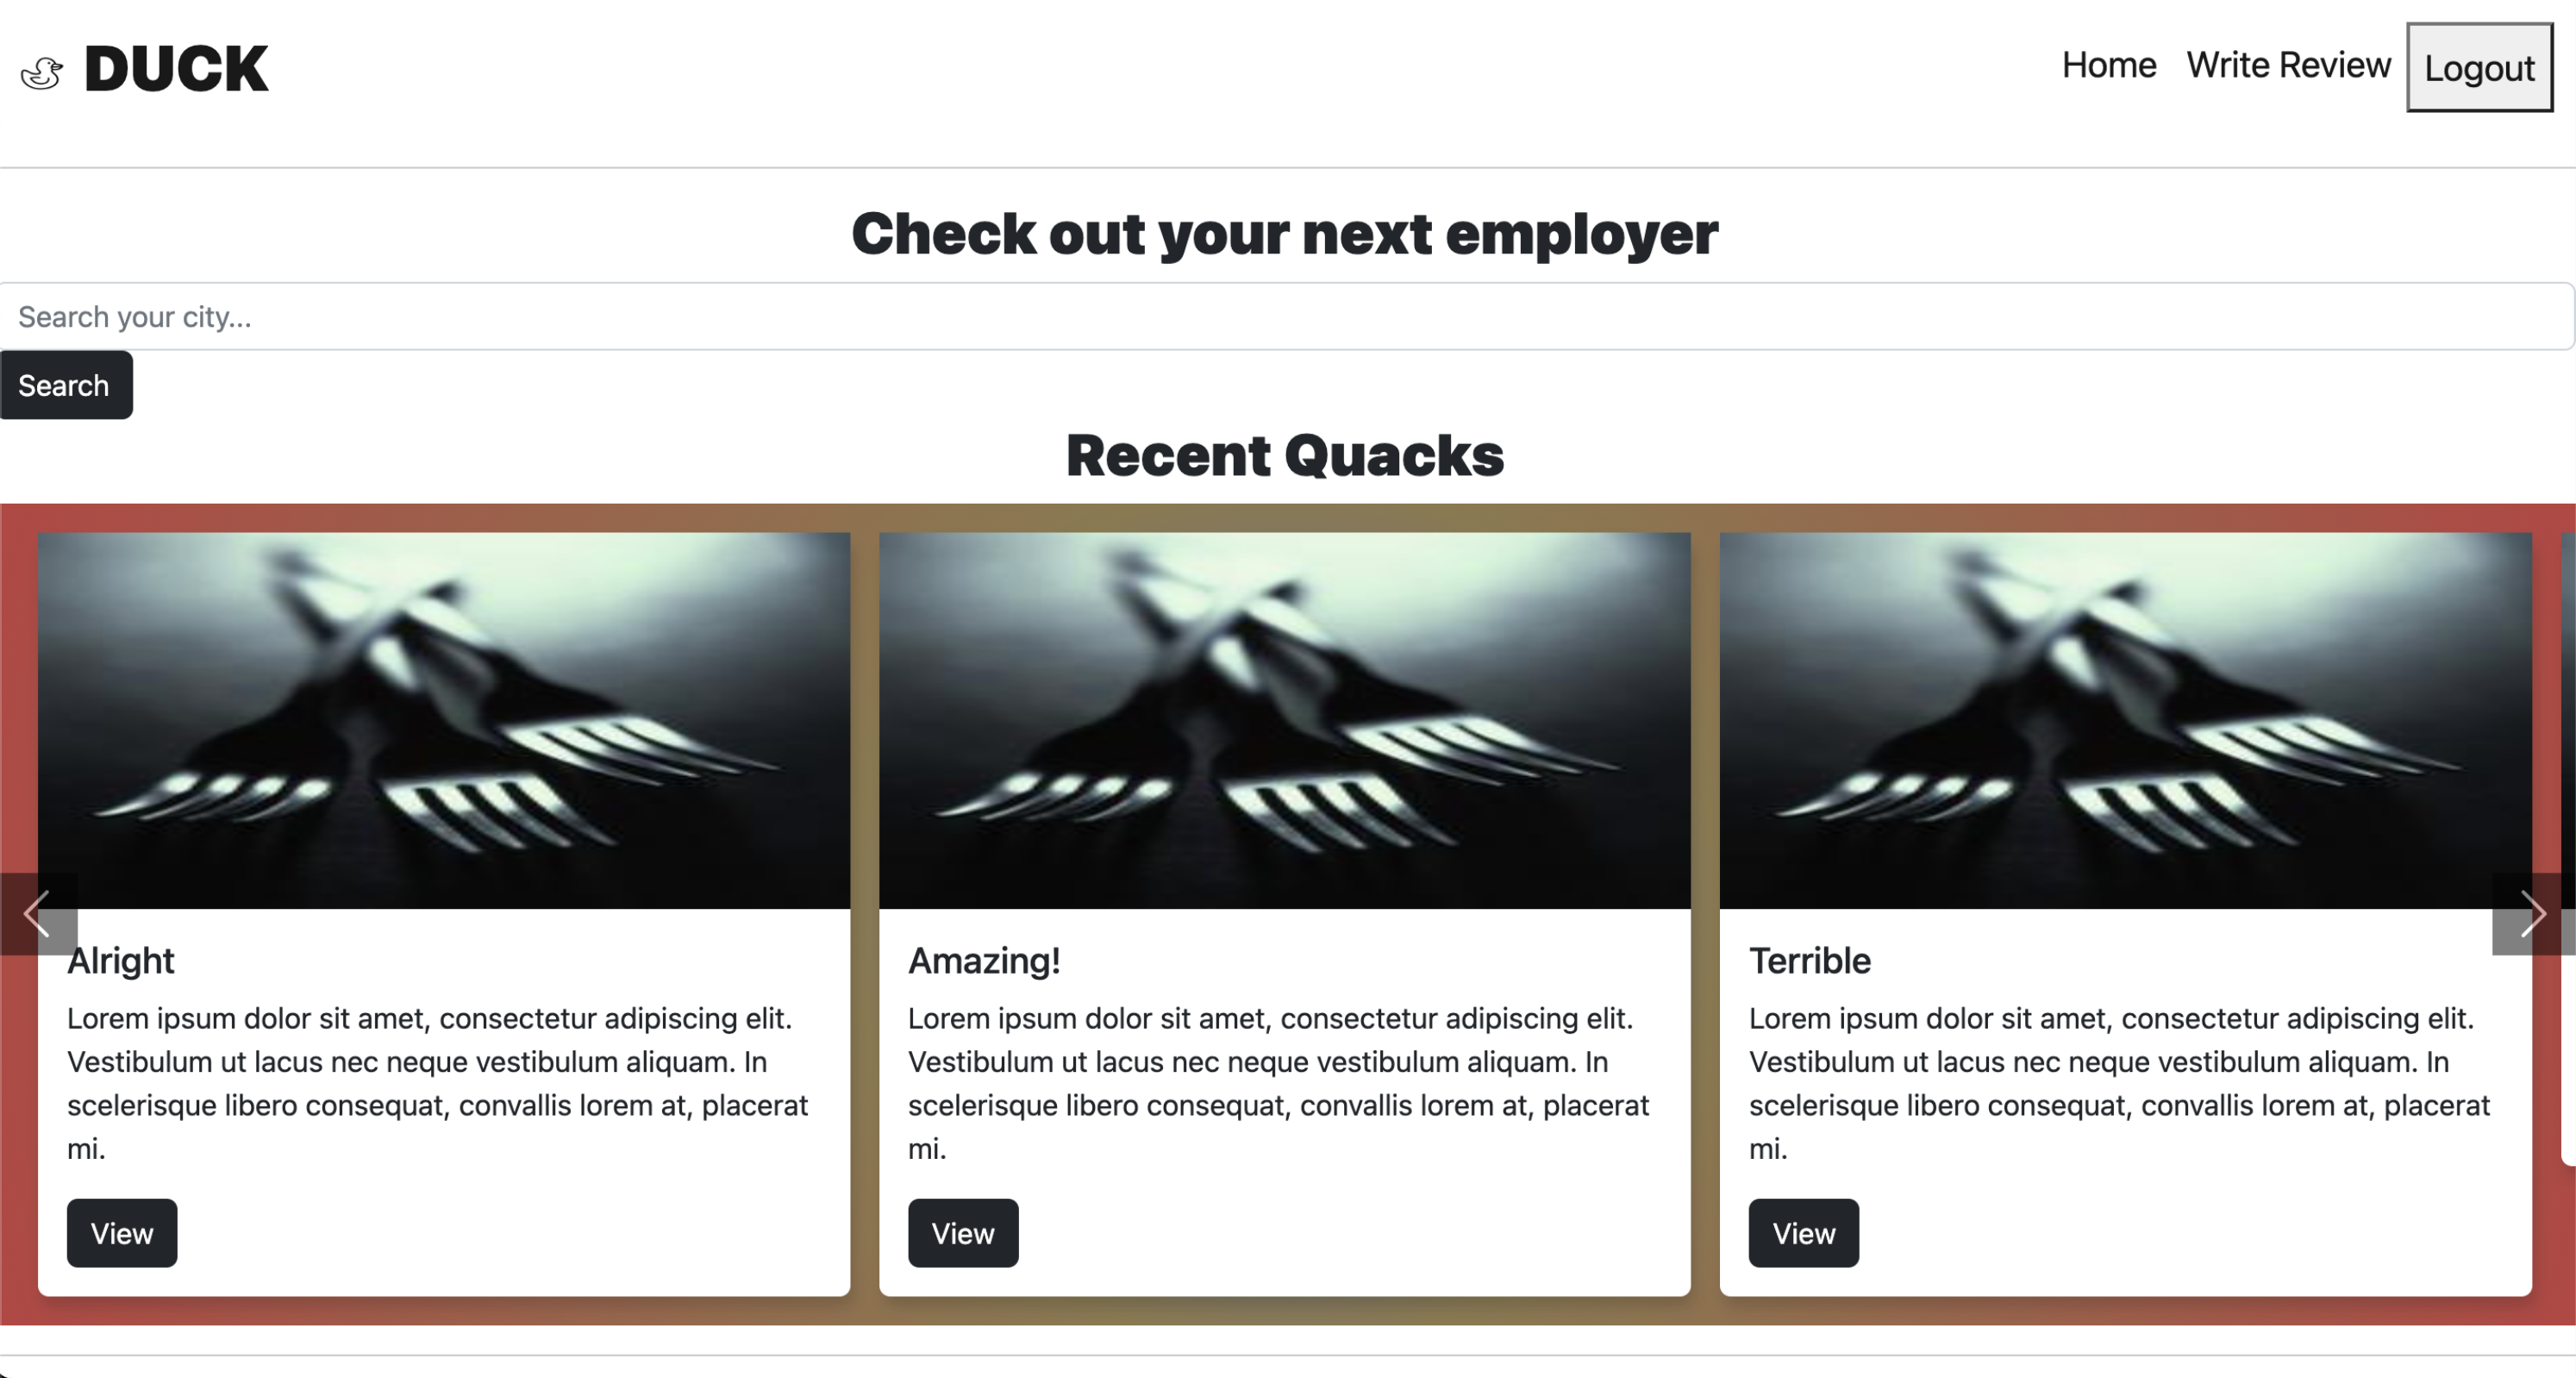 DUCK
Home
Write Review
Logout
Check out your next employer
Search your city...
Search
Recent Quacks
Alright
Lorem ipsum dolor sit amet, consectetur adipiscing elit.
Vestibulum ut lacus nec neque vestibulum aliquam. In
scelerisque libero consequat, convallis lorem at, placerat
mi.
View
Amazing!
Lorem ipsum dolor sit amet, consectetur adipiscing elit.
Vestibulum ut lacus nec neque vestibulum aliquam. In
scelerisque libero consequat, convallis lorem at, placerat
mi.
View
Terrible
Lorem ipsum dolor sit amet, consectetur adipiscing elit.
Vestibulum ut lacus nec neque vestibulum aliquam. In
scelerisque libero consequat, convallis lorem at, placerat
mi.
View